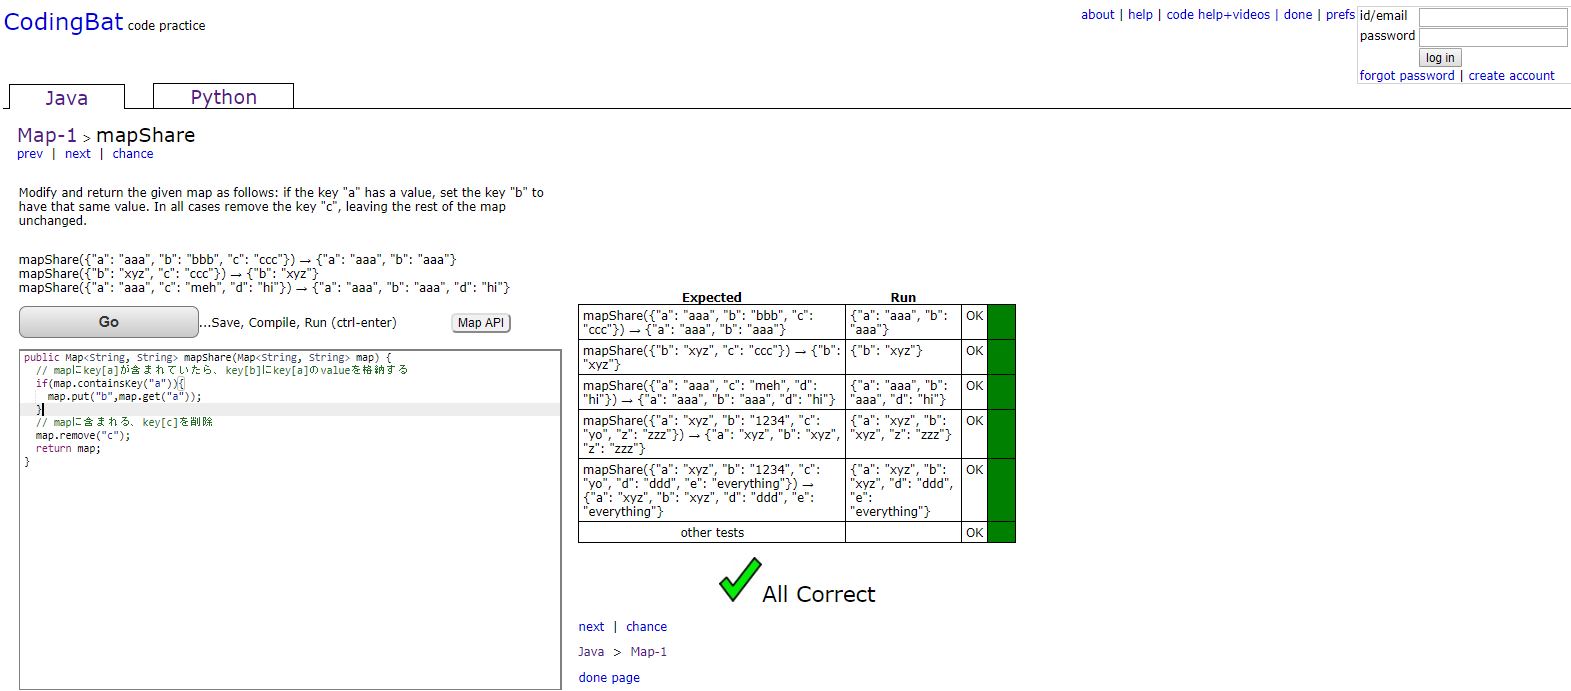 CodingBat code practice
about | help | code help+videos | done | prefs
id/email
password
log in
forgot password | create account
Java
Python
Map-1 > mapShare
prev | next | chance
Modify and return the given map as follows: if the key "a" has a value, set the key "b" to
have that same value. In all cases remove the key "c", leaving the rest of the map
unchanged.
mapShare({"a": "aaa", "b": "bbb", "c": "ccc"}) → {"a": "aaa", "b": "aaa"}
mapShare({"b": "xyz", "c": "ccc"}) → {"b": "xyz"}
mapShare({"a": "aaa", "c": "meh", "d": "hi"}) → {"a": "aaa", "b": "aaa", "d": "hi"}
Go
...Save, Compile, Run (ctrl-enter)
Map API
public Map<String, String> mapShare(Map<String, String> map) {
// mapにkey[a]が含まれていたら、key[b]にkey[a]のvalueを格納する
if(map.containsKey("a")){
map.put("b",map.get("a"));
}
// mapに含まれる、key[c]を削除
map.remove("c");
return map;
}
Expected
Run
mapShare({"a": "aaa", "b": "bbb", "c":
"ccc"}) → {"a": "aaa", "b": "aaa"}
{"a": "aaa", "b":
"aaa"}
OK
mapShare({"b": "xyz", "c": "ccc"}) → {"b":
"xyz"}
{"b": "xyz"}
OK
mapShare({"a": "aaa", "c": "meh", "d":
"hi"}) → {"a": "aaa", "b": "aaa", "d": "hi"}
{"a": "aaa", "b":
"aaa", "d": "hi"}
OK
mapShare({"a": "xyz", "b": "1234", "c":
"yo", "z": "zzz"}) → {"a": "xyz", "b": "xyz",
"z": "zzz"}
{"a": "xyz", "b":
"xyz", "z": "zzz"}
OK
mapShare({"a": "xyz", "b": "1234", "c":
"yo", "d": "ddd", "e": "everything"}) →
{"a": "xyz", "b": "xyz", "d": "ddd", "e":
"everything"}
{"a": "xyz", "b":
"xyz", "d": "ddd",
"e":
"everything"}
OK
other tests
OK
All Correct
next | chance
Java > Map-1
done page